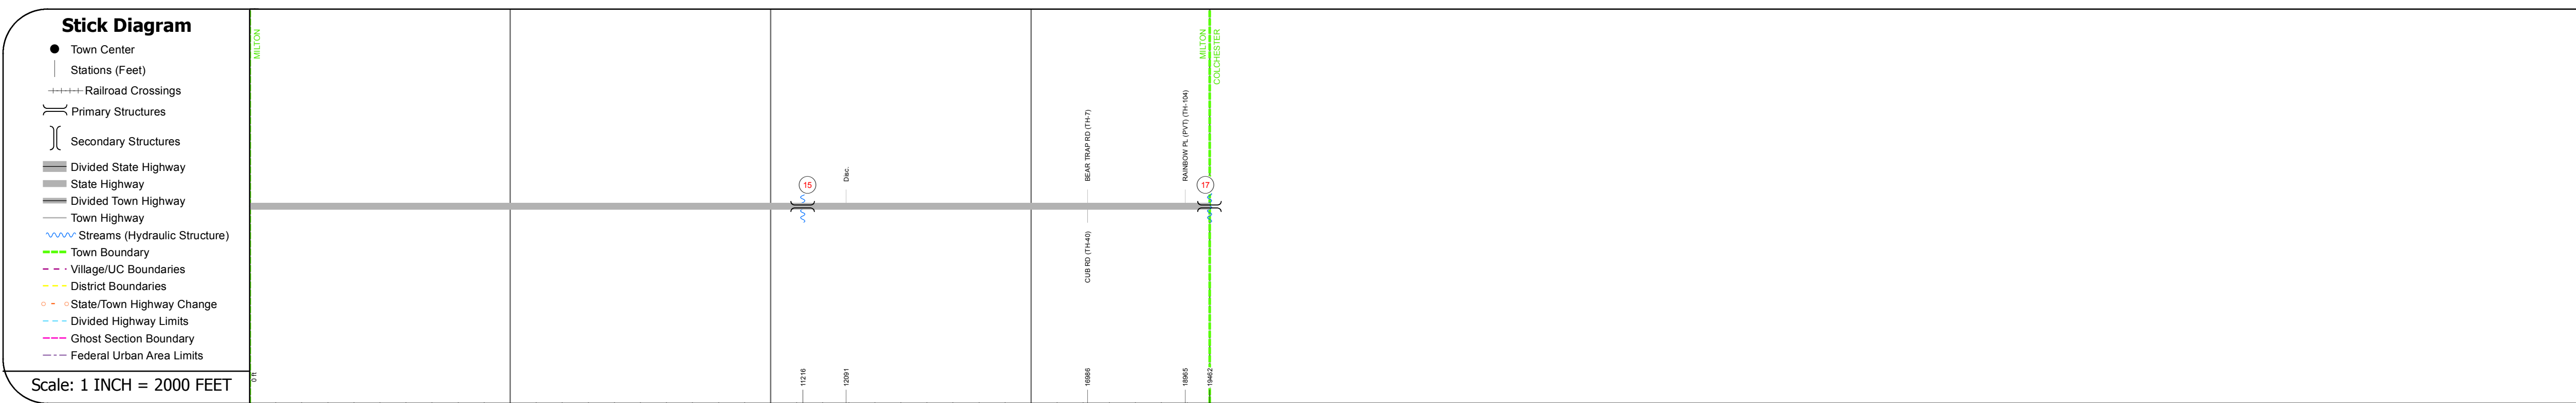 Stick Diagram
Town Center
Stations (Feet)
Railroad Crossings
Primary Structures
Secondary Structures
Divided State Highway
State Highway
Divided Town Highway
Town Highway
Streams (Hydraulic Structure)
Town Boundary
Village/UC Boundaries
District Boundaries
State/Town Highway Change
Divided Highway Limits
Ghost Section Boundary
Federal Urban Area Limits
Scale: 1 INCH = 2000 FEET
MILTON
0 ft
15
11216
Disc.
12091
BEAR TRAP RD (TH-7)
CUB RD (TH-40)
16986
RAINBOW PL (PVT) (TH-104)
18965
MILTON
COLCHESTER
17
19462